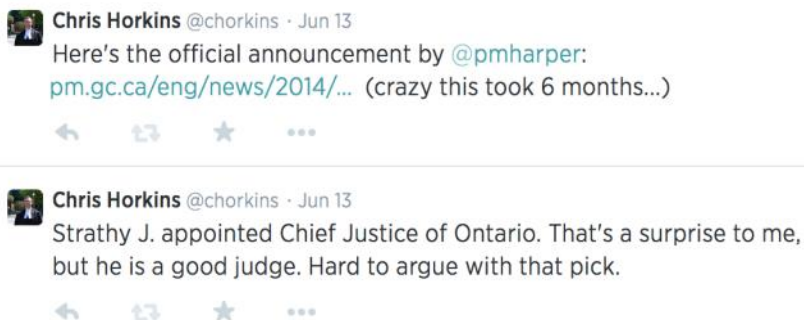 Chris Horkins @chorkins · Jun 13
Here's the official announcement by @pmharper:
pm.gc.ca/eng/news/2014/... (crazy this took 6 months...)
Chris Horkins @chorkins · Jun 13
Strathy J. appointed Chief Justice of Ontario. That's a surprise to me,
but he is a good judge. Hard to argue with that pick.